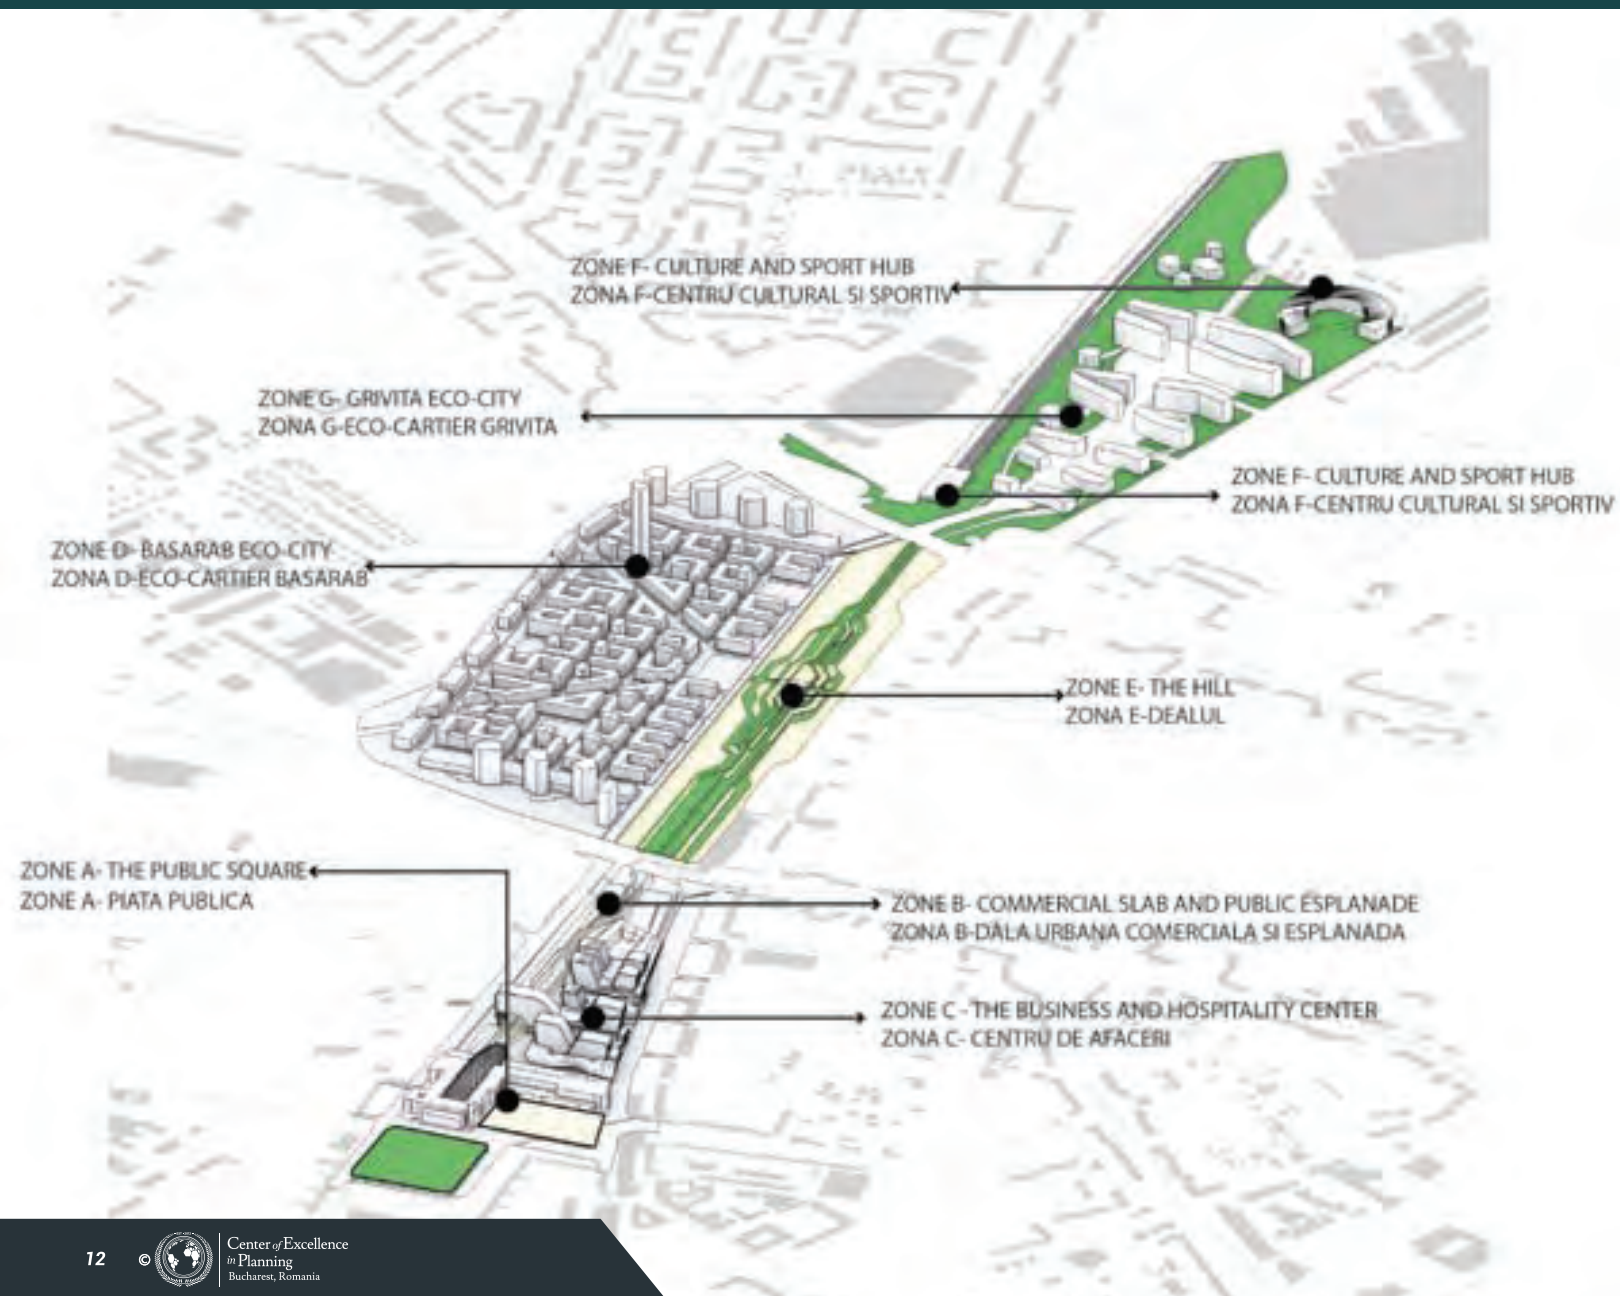 ZONE F- CULTURE AND SPORT HUB
ZONA F-CENTRU CULTURAL SI SPORTIV
ZONE G- GRIVITA ECO-CITY
ZONA G-ECO-CARTIER GRIVITA
ZONE F- CULTURE AND SPORT HUB
ZONA F-CENTRU CULTURAL SI SPORTIV
ZONE D- BASARAB ECO-CITY
ZONA D-ECO-CARTIER BASARAB
ZONE E- THE HILL
ZONA E-DEALUL
ZONE A- THE PUBLIC SQUARE
ZONE A- PIATA PUBLICA
ZONE B- COMMERCIAL SLAB AND PUBLIC ESPLANADE
ZONA B-DALA URBANA COMERCIALA SI ESPLANADA
ZONE C - THE BUSINESS AND HOSPITALITY CENTER
ZONA C- CENTRU DE AFACERI
12 ©
Center of Excellence
in Planning
Bucharest, Romania